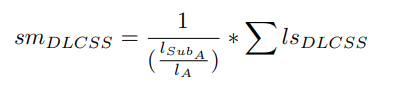 $sm_{DLCSS} = \frac{1}{(\frac{l_{Sub_A}}{l_A})} * \sum ls_{DLCSS}$